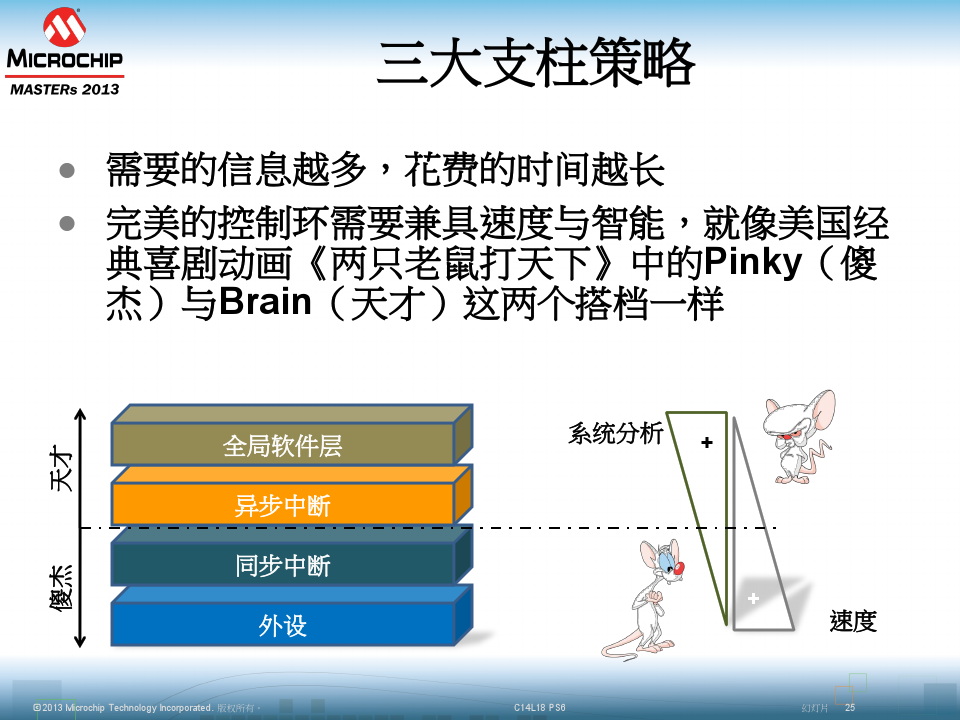 MICROCHIP
MASTERs 2013
三大支柱策略
● 需要的信息越多，花费的时间越长
● 完美的控制环需要兼具速度与智能，就像美国经
典喜剧动画《两只老鼠打天下》中的Pinky（傻
杰）与Brain（天才）这两个搭档一样
天才
傻杰
全局软件层
异步中断
同步中断
外设
系统分析
+
+
速度
©2013 Microchip Technology Incorporated. 版权所有。
C14L18 PS6
幻灯片 25